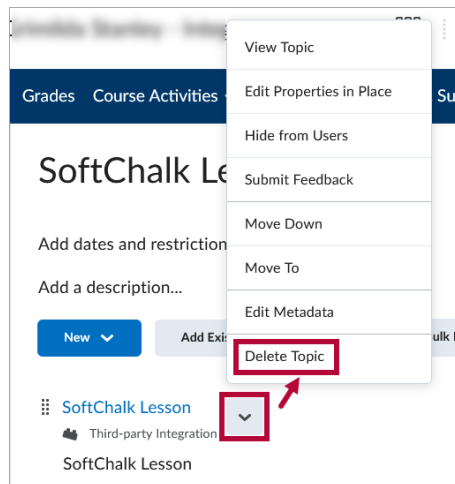 View Topic
Grades Course Activities Su
Edit Properties in Place
Hide from Users
SoftChalk Le
Submit Feedback
Move Down
Add dates and restriction
Move To
Add a description...
Edit Metadata
New Add Exi ulk
Delete Topic
SoftChalk Lesson
Third-party Integration
SoftChalk Lesson